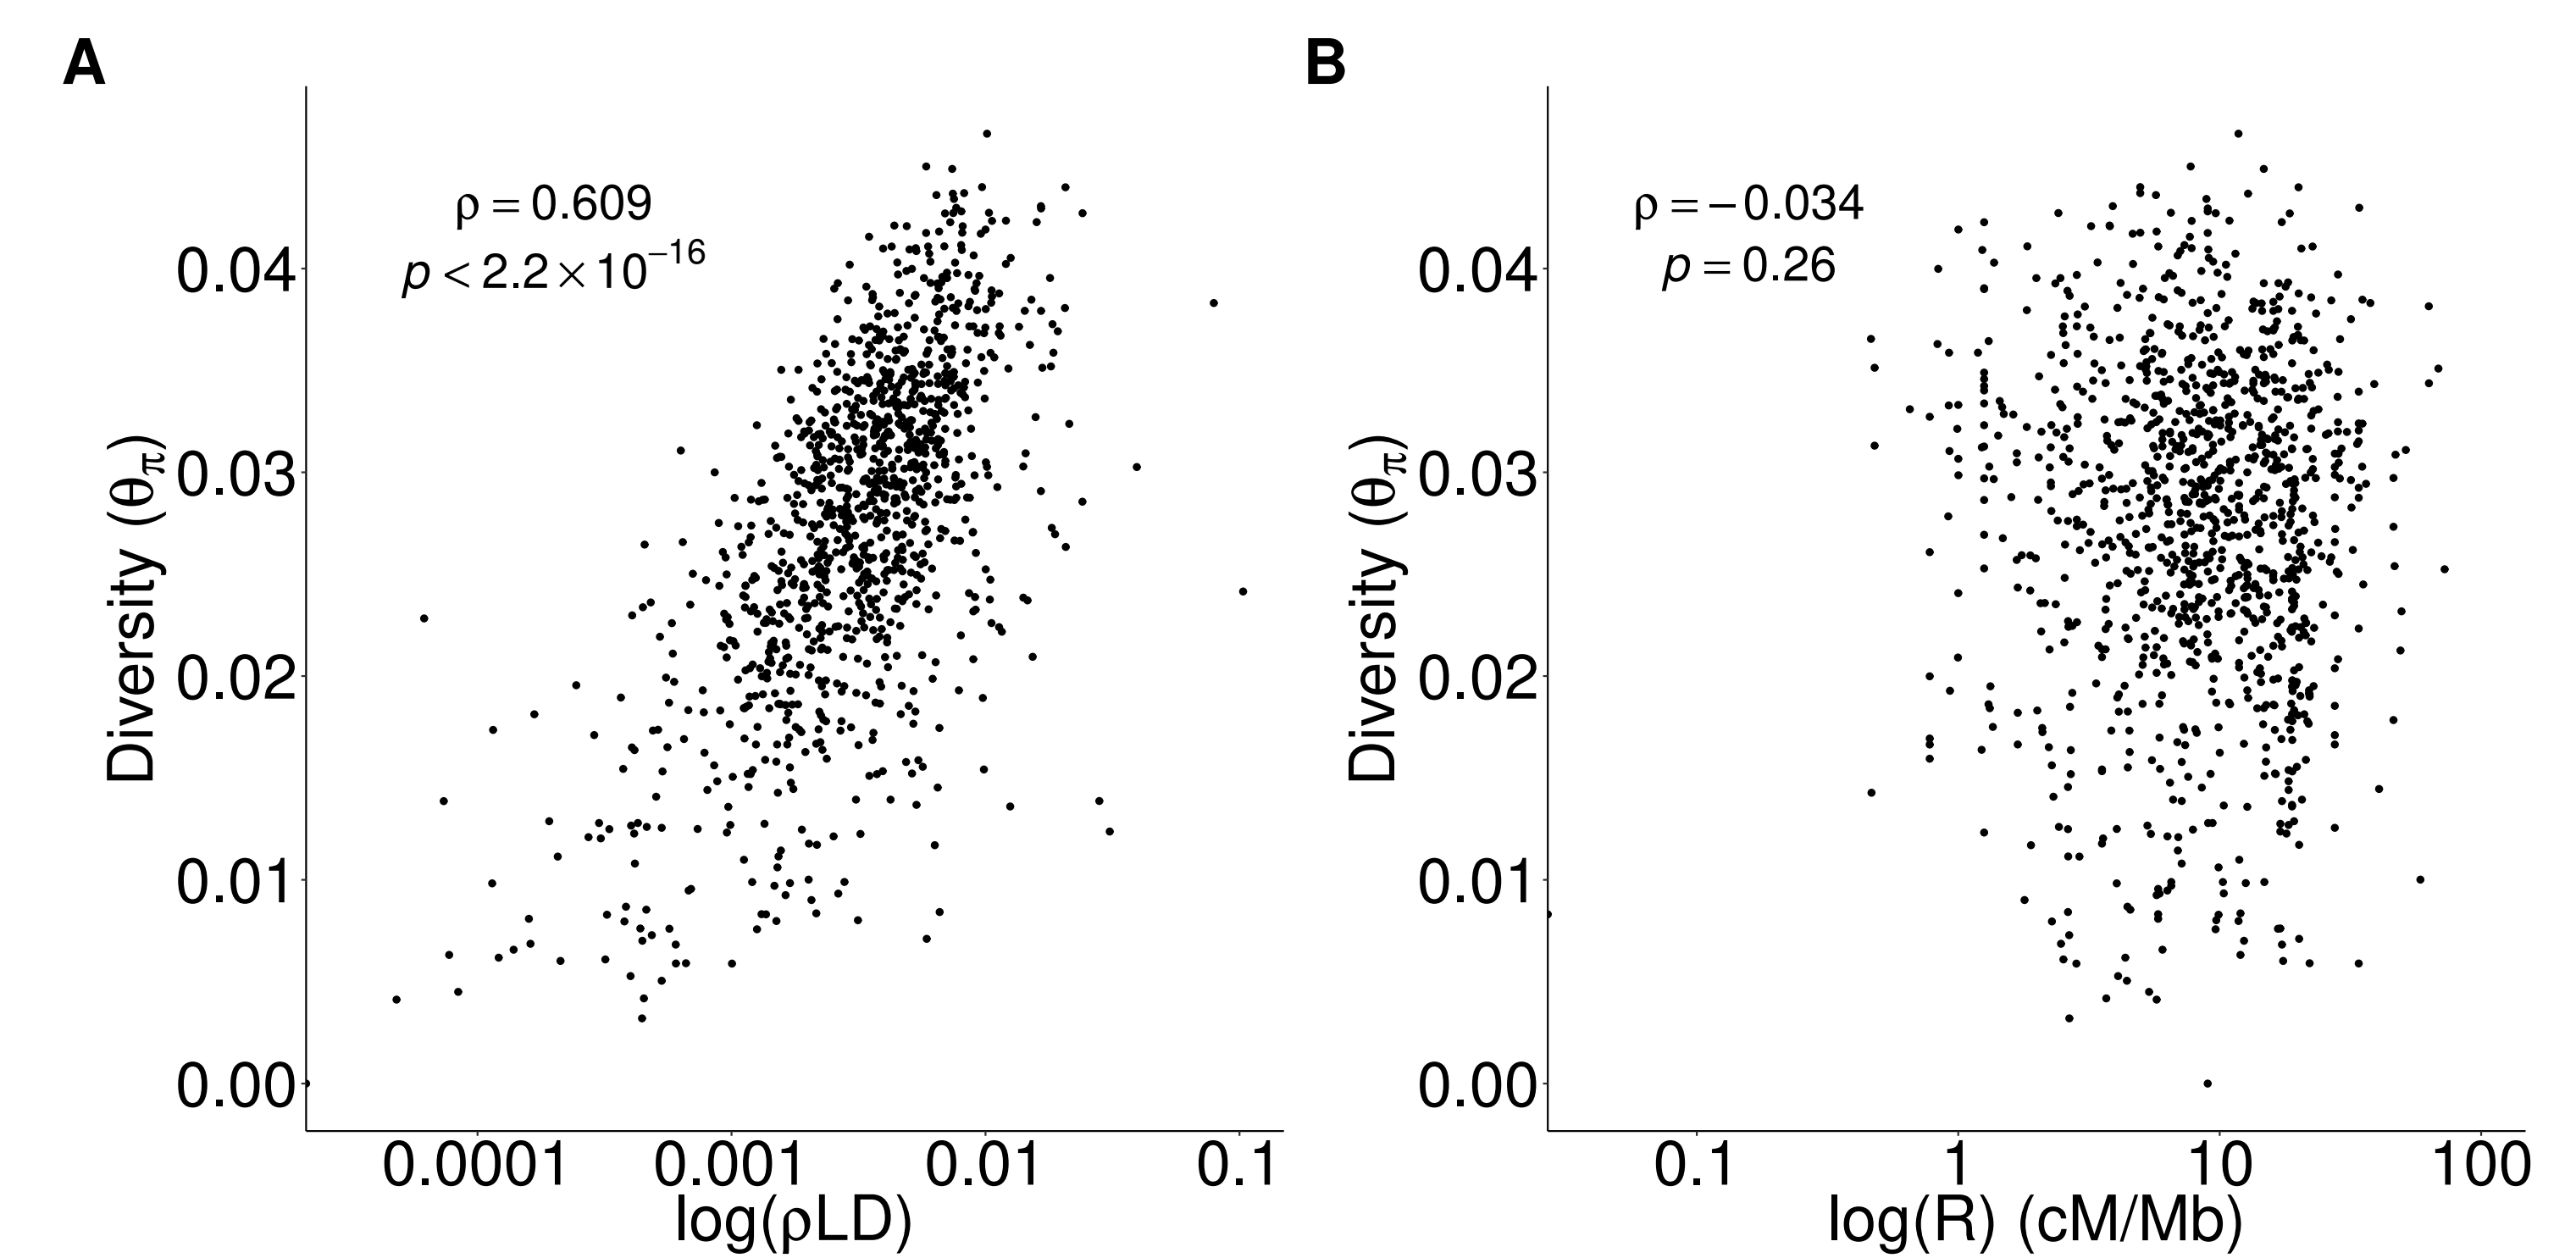 A
ρ = 0.609
p < 2.2 × 10⁻¹⁶
Diversity (θπ)
0.04
0.03
0.02
0.01
0.00
0.0001 0.001 0.01 0.1
log(ρLD)
B
ρ = −0.034
p = 0.26
Diversity (θπ)
0.04
0.03
0.02
0.01
0.00
0.1 1 10 100
log(R) (cM/Mb)